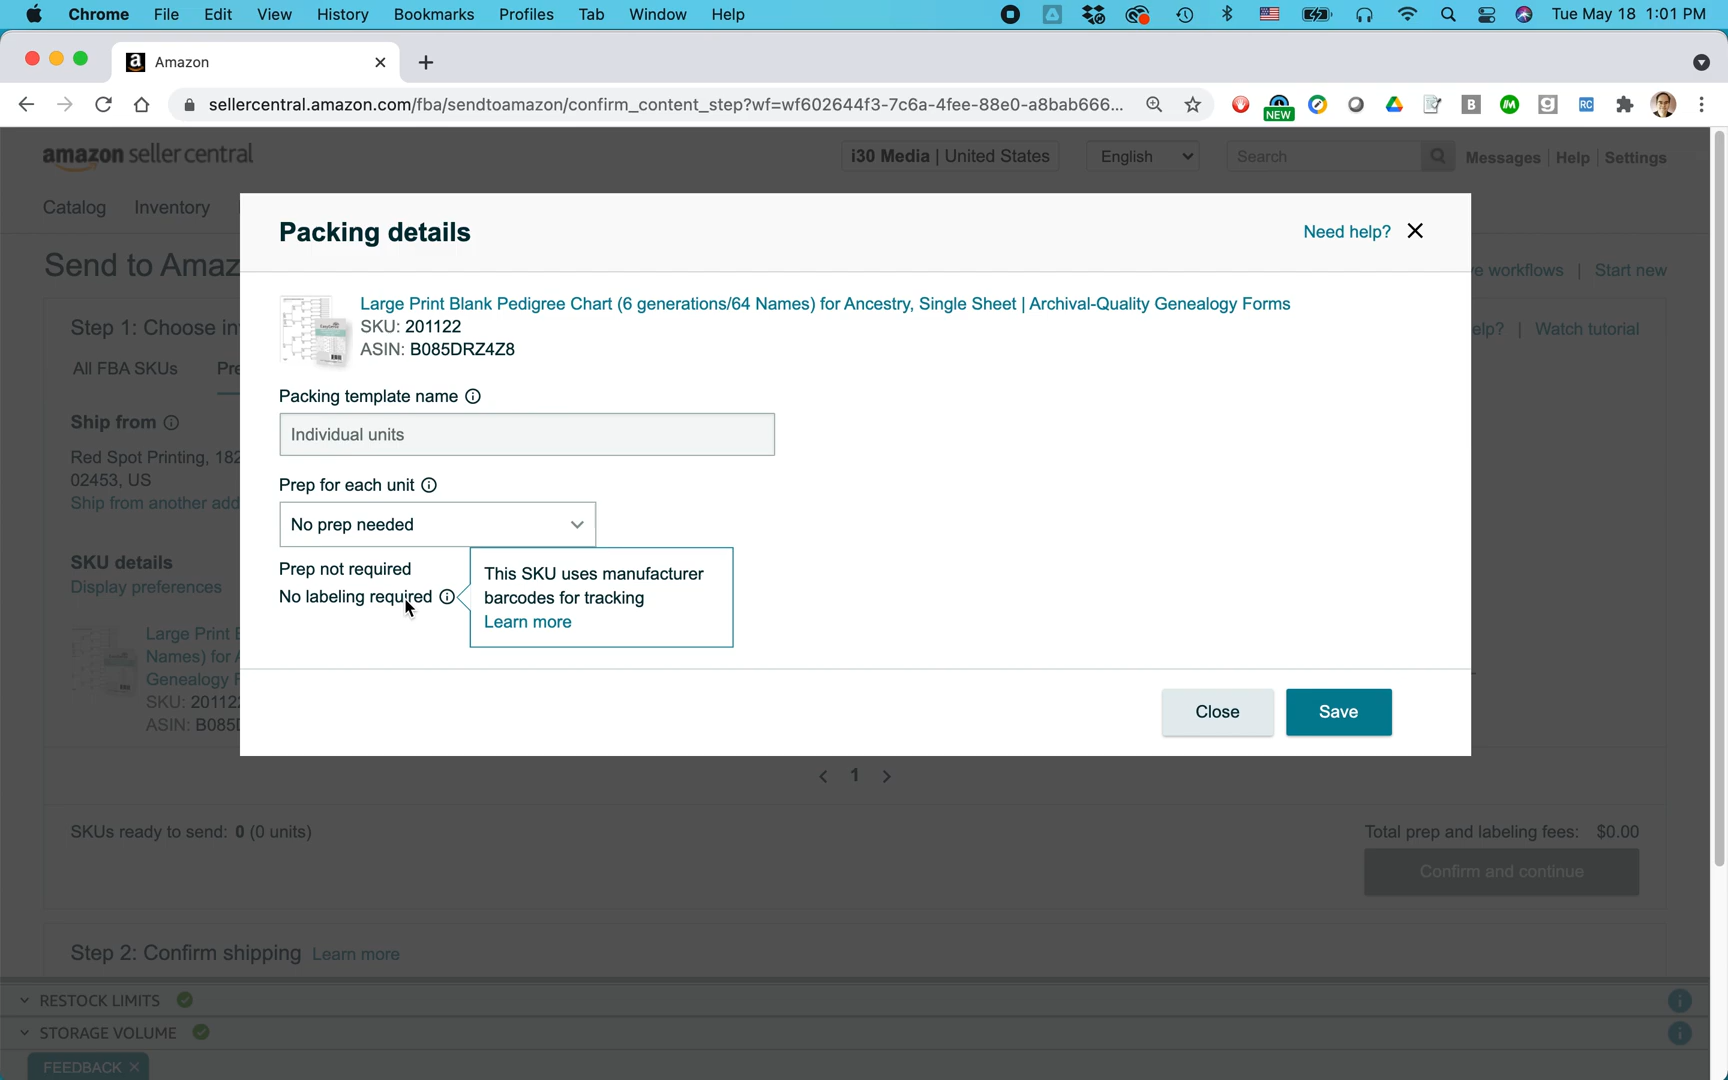 Chrome File Edit View History Bookmarks Profiles Tab Window Help Tue May 18 1:01 PM
Amazon
sellercentral.amazon.com/fba/sendtoamazon/confirm_content_step?wf=wf602644f3-7c6a-4fee-88e0-a8bab666...
NEW
amazon seller central i30 Media | United States English Search Messages Help Settings
Catalog Inventory
Packing details Need help?
Send to Amaz workflows | Start new
Large Print Blank Pedigree Chart (6 generations/64 Names) for Ancestry, Single Sheet | Archival-Quality Genealogy Forms
SKU: 201122
ASIN: B085DRZ4Z8
Step 1: Choose in elp? | Watch tutorial
All FBA SKUs Pre
Packing template name
Individual units
Ship from
Red Spot Printing, 182
02453, US
Ship from another add
Prep for each unit
No prep needed
Prep not required
No labeling required
This SKU uses manufacturer
barcodes for tracking
Learn more
SKU details
Display preferences
Large Print B
Names) for A
Genealogy F
SKU: 201122
ASIN: B085D
Close Save
1
SKUs ready to send: 0 (0 units) Total prep and labeling fees: $0.00
Confirm and continue
Step 2: Confirm shipping Learn more
RESTOCK LIMITS
STORAGE VOLUME
FEEDBACK